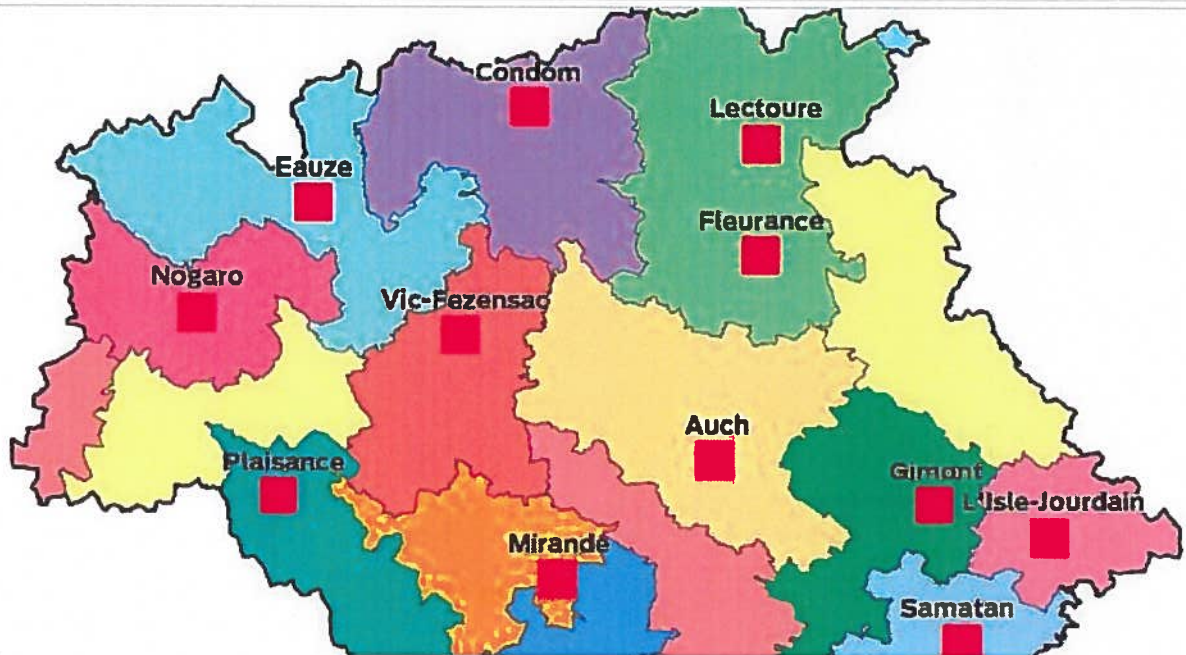 Condom
Lectoure
Eauze
Fleurance
Nogaro
Vic-Fezensac
Auch
Plaisance
Gimont
L'Isle-Jourdain
Mirande
Samatan